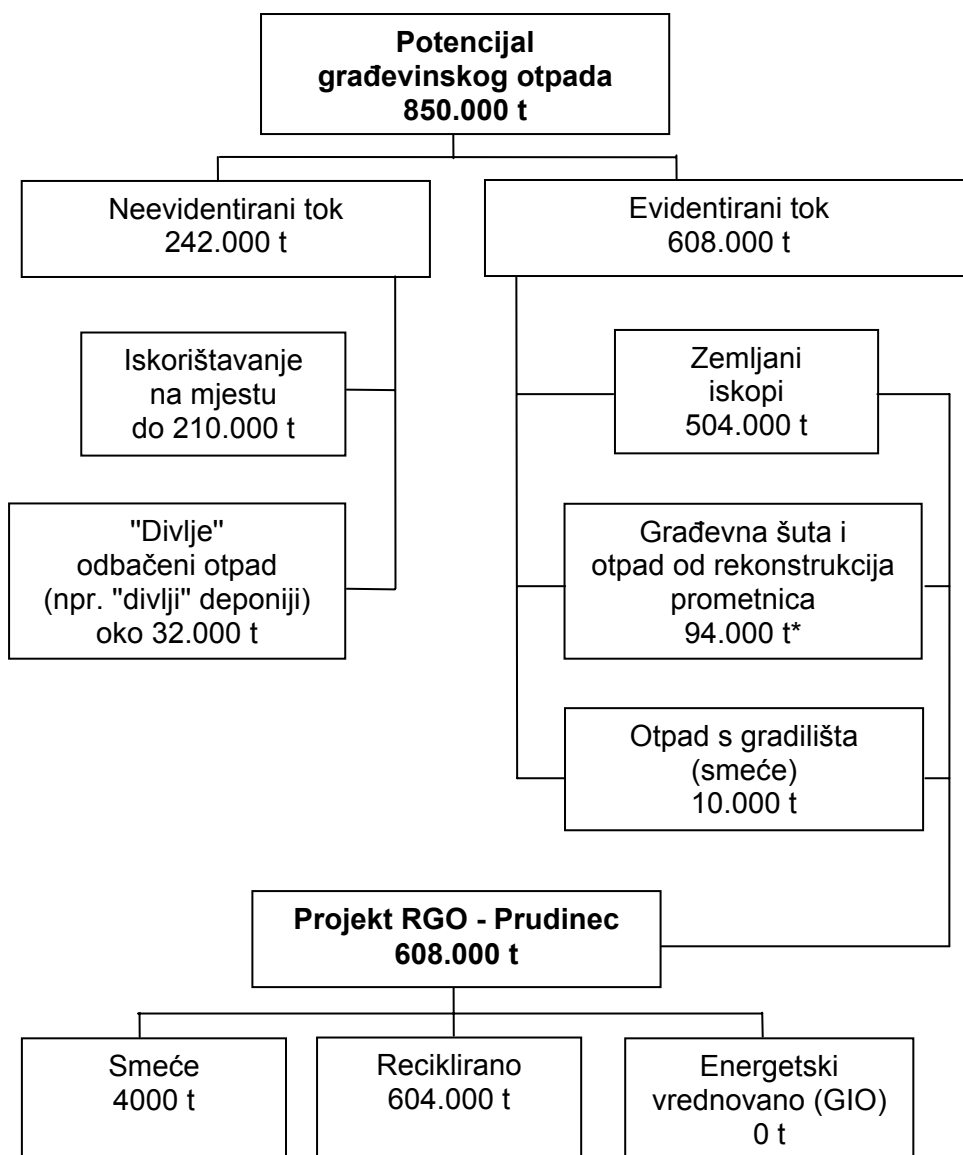 Potencijal
građevinskog otpada
850.000 t
Neevidentirani tok
242.000 t
Evidentirani tok
608.000 t
Iskorištavanje
na mjestu
do 210.000 t
Zemljani
iskopi
504.000 t
"Divlje"
odbačeni otpad
(npr. "divlji" deponiji)
oko 32.000 t
Građevna šuta i
otpad od rekonstrukcija
prometnica
94.000 t*
Otpad s gradilišta
(smeće)
10.000 t
Projekt RGO - Prudinec
608.000 t
Smeće
4000 t
Reciklirano
604.000 t
Energetski
vrednovano (GIO)
0 t